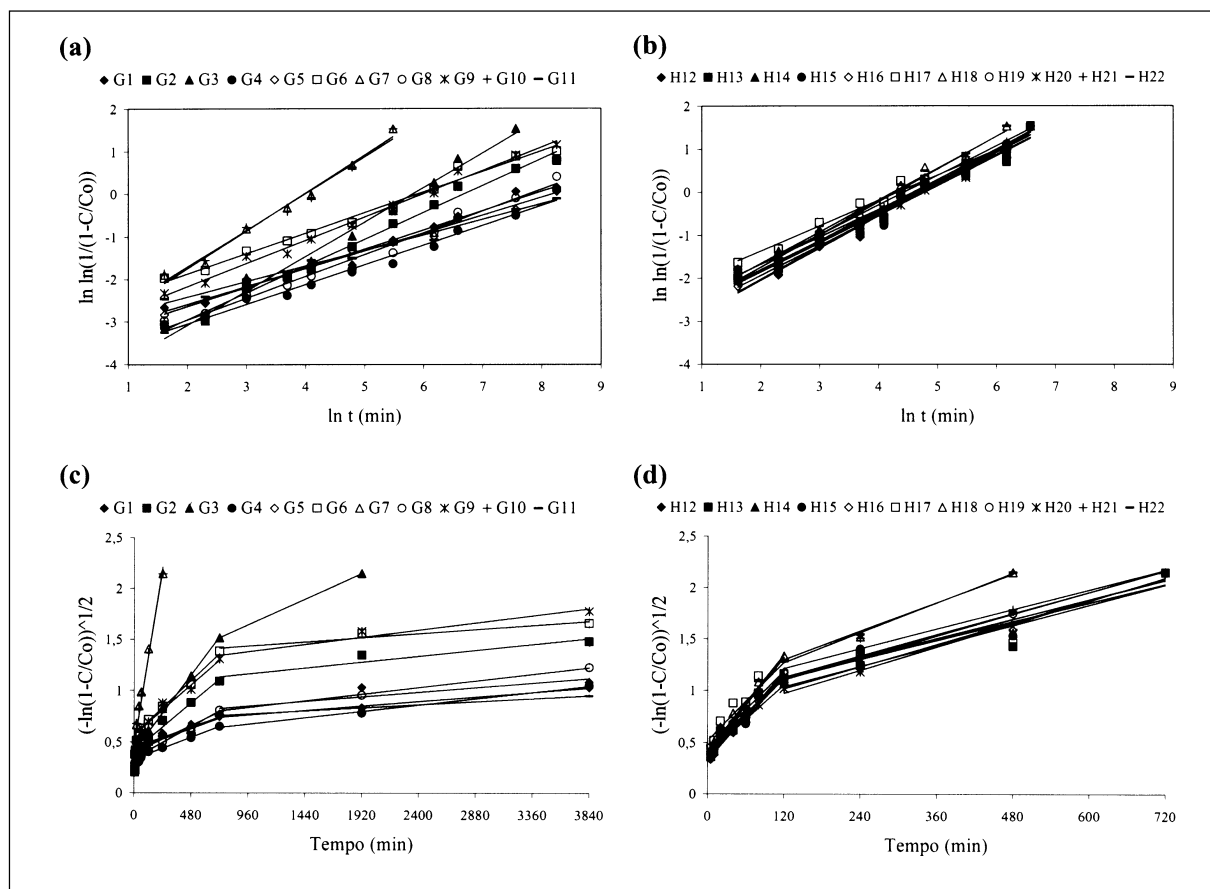 (a)
◆ G1 ■ G2 ▲ G3 ● G4 ◇ G5 □ G6 △ G7 ○ G8 ✳ G9 + G10 – G11
ln ln(1/(1-C/Co))
2
1
0
-1
-2
-3
-4
1 2 3 4 5 6 7 8 9
ln t (min)
(b)
◆ H12 ■ H13 ▲ H14 ● H15 ◇ H16 □ H17 △ H18 ○ H19 ✳ H20 + H21 – H22
ln ln(1/(1-C/Co))
2
1
0
-1
-2
-3
-4
1 2 3 4 5 6 7 8 9
ln t (min)
(c)
◆ G1 ■ G2 ▲ G3 ● G4 ◇ G5 □ G6 △ G7 ○ G8 ✳ G9 + G10 – G11
(-ln(1-C/Co))^1/2
2,5
2
1,5
1
0,5
0
0 480 960 1440 1920 2400 2880 3360 3840
Tempo (min)
(d)
◆ H12 ■ H13 ▲ H14 ● H15 ◇ H16 □ H17 △ H18 ○ H19 ✳ H20 + H21 – H22
(-ln(1-C/Co))^1/2
2,5
2
1,5
1
0,5
0
0 120 240 360 480 600 720
Tempo (min)